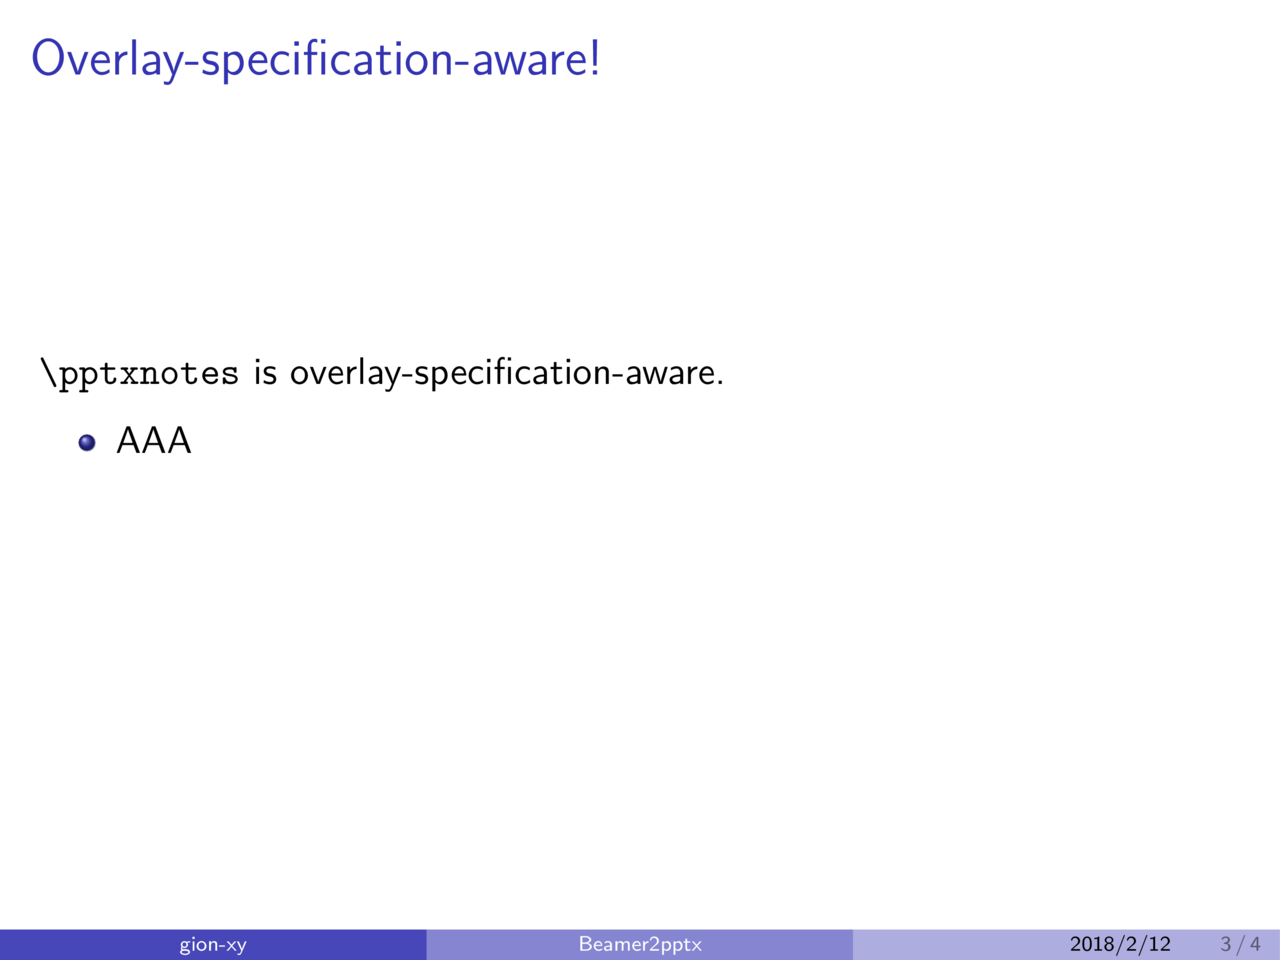 Overlay-specification-aware!
\pptxnotes is overlay-specification-aware.
AAA
gion-xy Beamer2pptx 2018/2/12 3 / 4